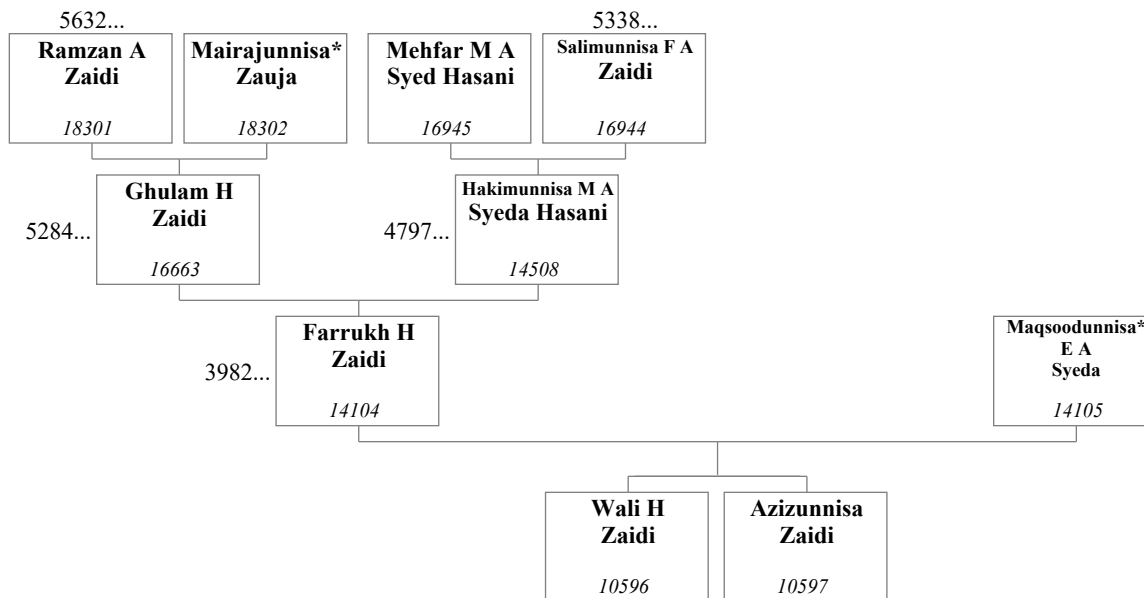 5632...
5338...
Ramzan A
Zaidi
18301
Mairajunnisa*
Zauja
18302
Mehfar M A
Syed Hasani
16945
Salimunnisa F A
Zaidi
16944
5284...
Ghulam H
Zaidi
16663
4797...
Hakimunnisa M A
Syeda Hasani
14508
3982...
Farrukh H
Zaidi
14104
Maqsoodunnisa*
E A
Syeda
14105
Wali H
Zaidi
10596
Azizunnisa
Zaidi
10597